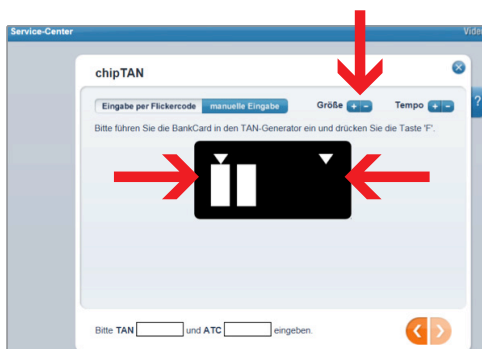 Service-Center Video
chipTAN
Eingabe per Flickercode manuelle Eingabe Größe + - Tempo + - ?
Bitte führen Sie die BankCard in den TAN-Generator ein und drücken Sie die Taste 'F'.
Bitte TAN und ATC eingeben.